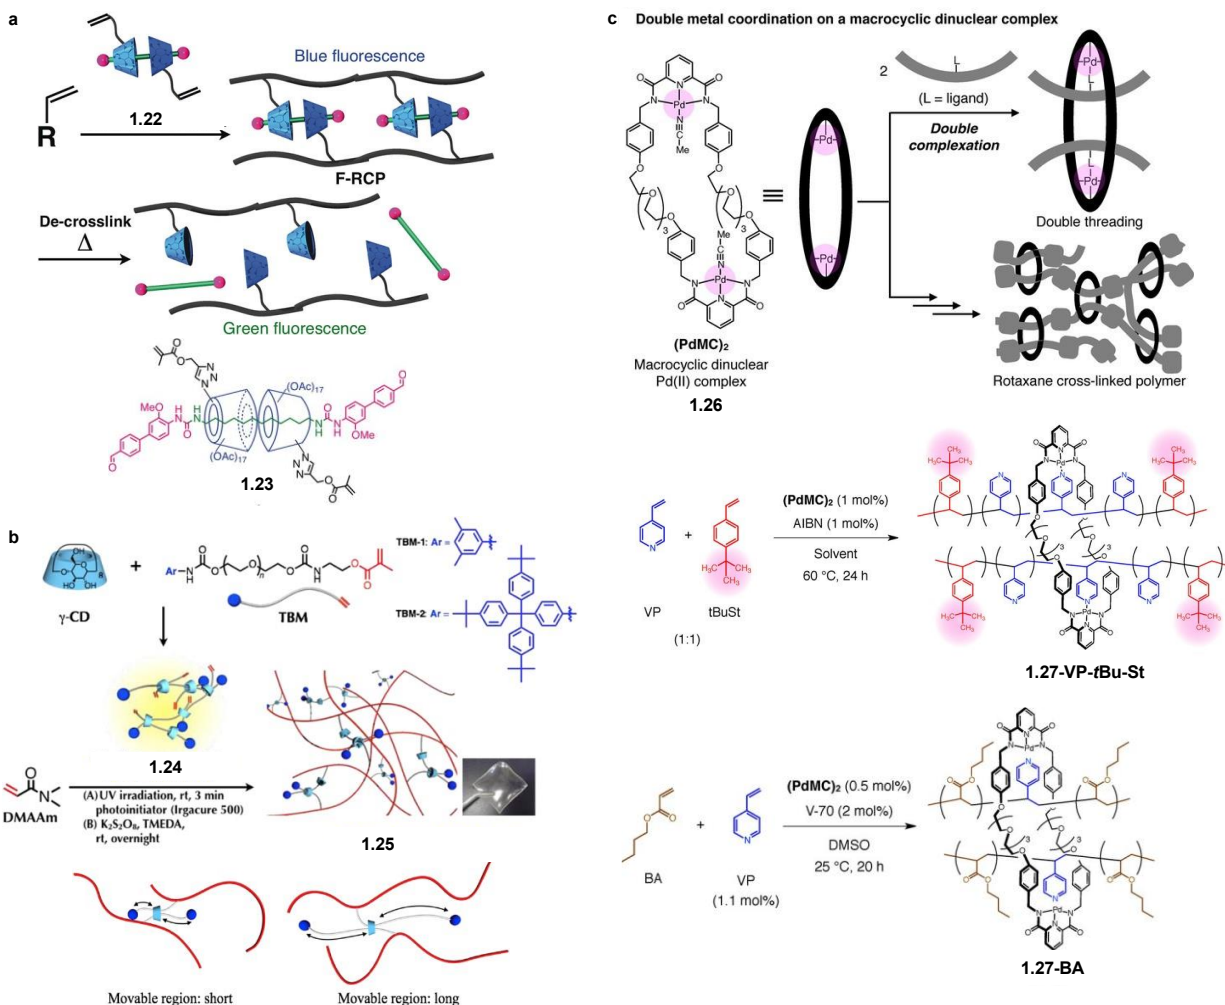 a
1.22
R
Blue fluorescence
F-RCP
De-crosslink
Δ
Green fluorescence
(OAc)17
MeO
OMe
(OAc)17
1.23
b
γ-CD
+
TBM
TBM-1: Ar =
TBM-2: Ar =
1.24
DMAAm
(A) UV irradiation, rt, 3 min
photoinitiator (Irgacure 500)
(B) K2S2O8, TMEDA,
rt, overnight
1.25
Movable region: short
Movable region: long
c Double metal coordination on a macrocyclic dinuclear complex
(PdMC)2
Macrocyclic dinuclear
Pd(II) complex
1.26
2
L
(L = ligand)
Double
complexation
Double threading
Rotaxane cross-linked polymer
VP
+
tBuSt
(1:1)
(PdMC)2 (1 mol%)
AIBN (1 mol%)
Solvent
60 °C, 24 h
1.27-VP-tBu-St
BA
+
VP
(1.1 mol%)
(PdMC)2 (0.5 mol%)
V-70 (2 mol%)
DMSO
25 °C, 20 h
1.27-BA